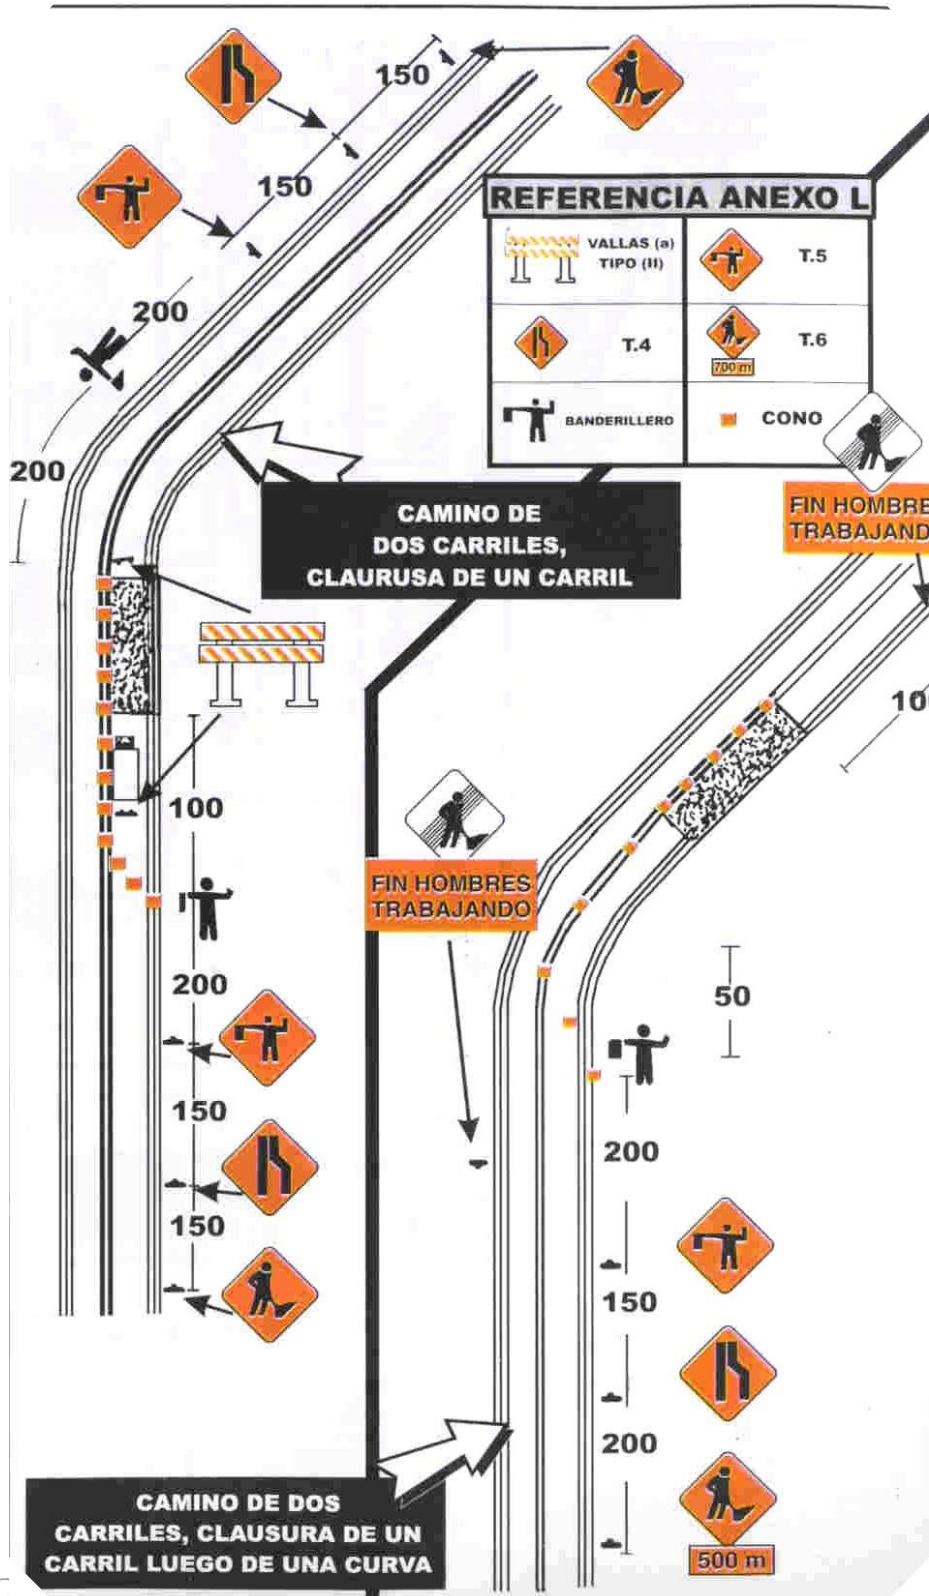 150
150
REFERENCIA ANEXO L
VALLAS (a)
TIPO (II)
T.5
T.4
T.6
700 m
BANDERILLERO
CONO
200
200
CAMINO DE
DOS CARRILES,
CLAURUSA DE UN CARRIL
FIN HOMBRE
TRABAJAND
100
10
FIN HOMBRES
TRABAJANDO
200
50
150
200
150
150
200
CAMINO DE DOS
CARRILES, CLAUSURA DE UN
CARRIL LUEGO DE UNA CURVA
500 m